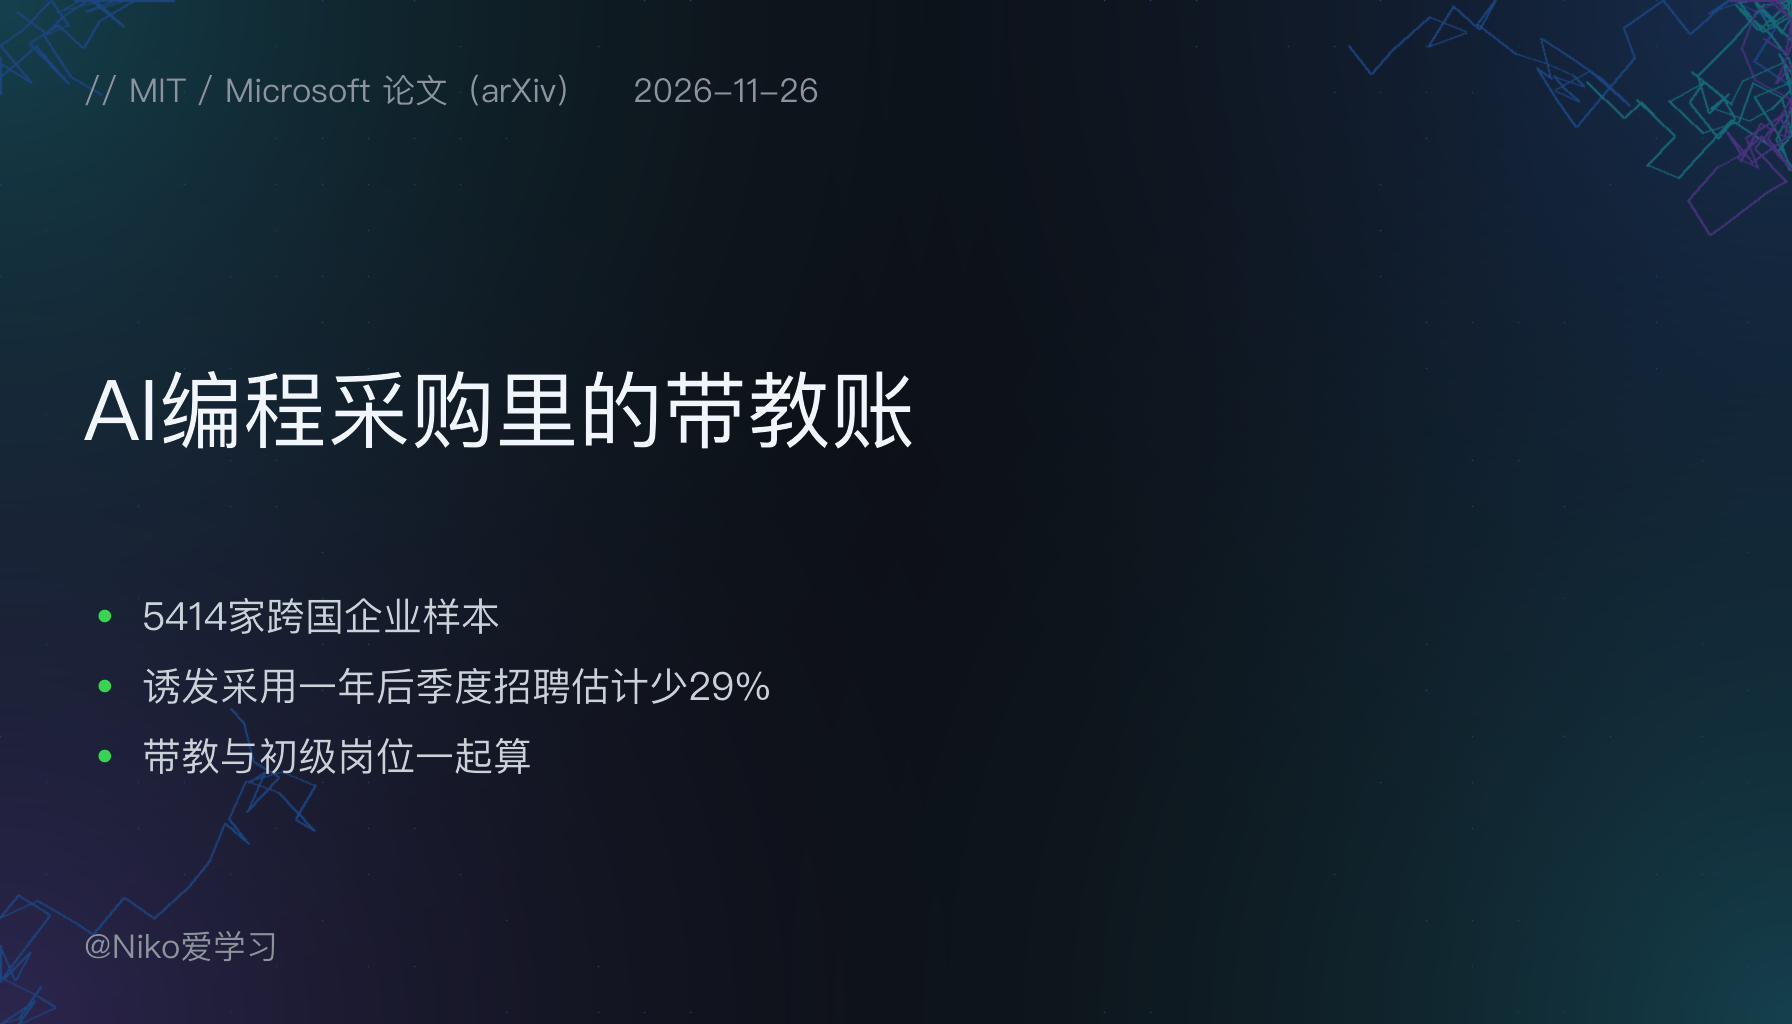 // MIT / Microsoft 论文（arXiv） 2026-11-26
AI编程采购里的带教账
5414家跨国企业样本
诱发采用一年后季度招聘估计少29%
带教与初级岗位一起算
@Niko爱学习